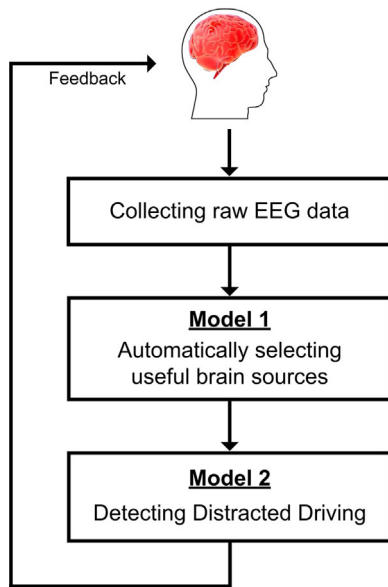 Feedback
Collecting raw EEG data
Model 1
Automatically selecting
useful brain sources
Model 2
Detecting Distracted Driving